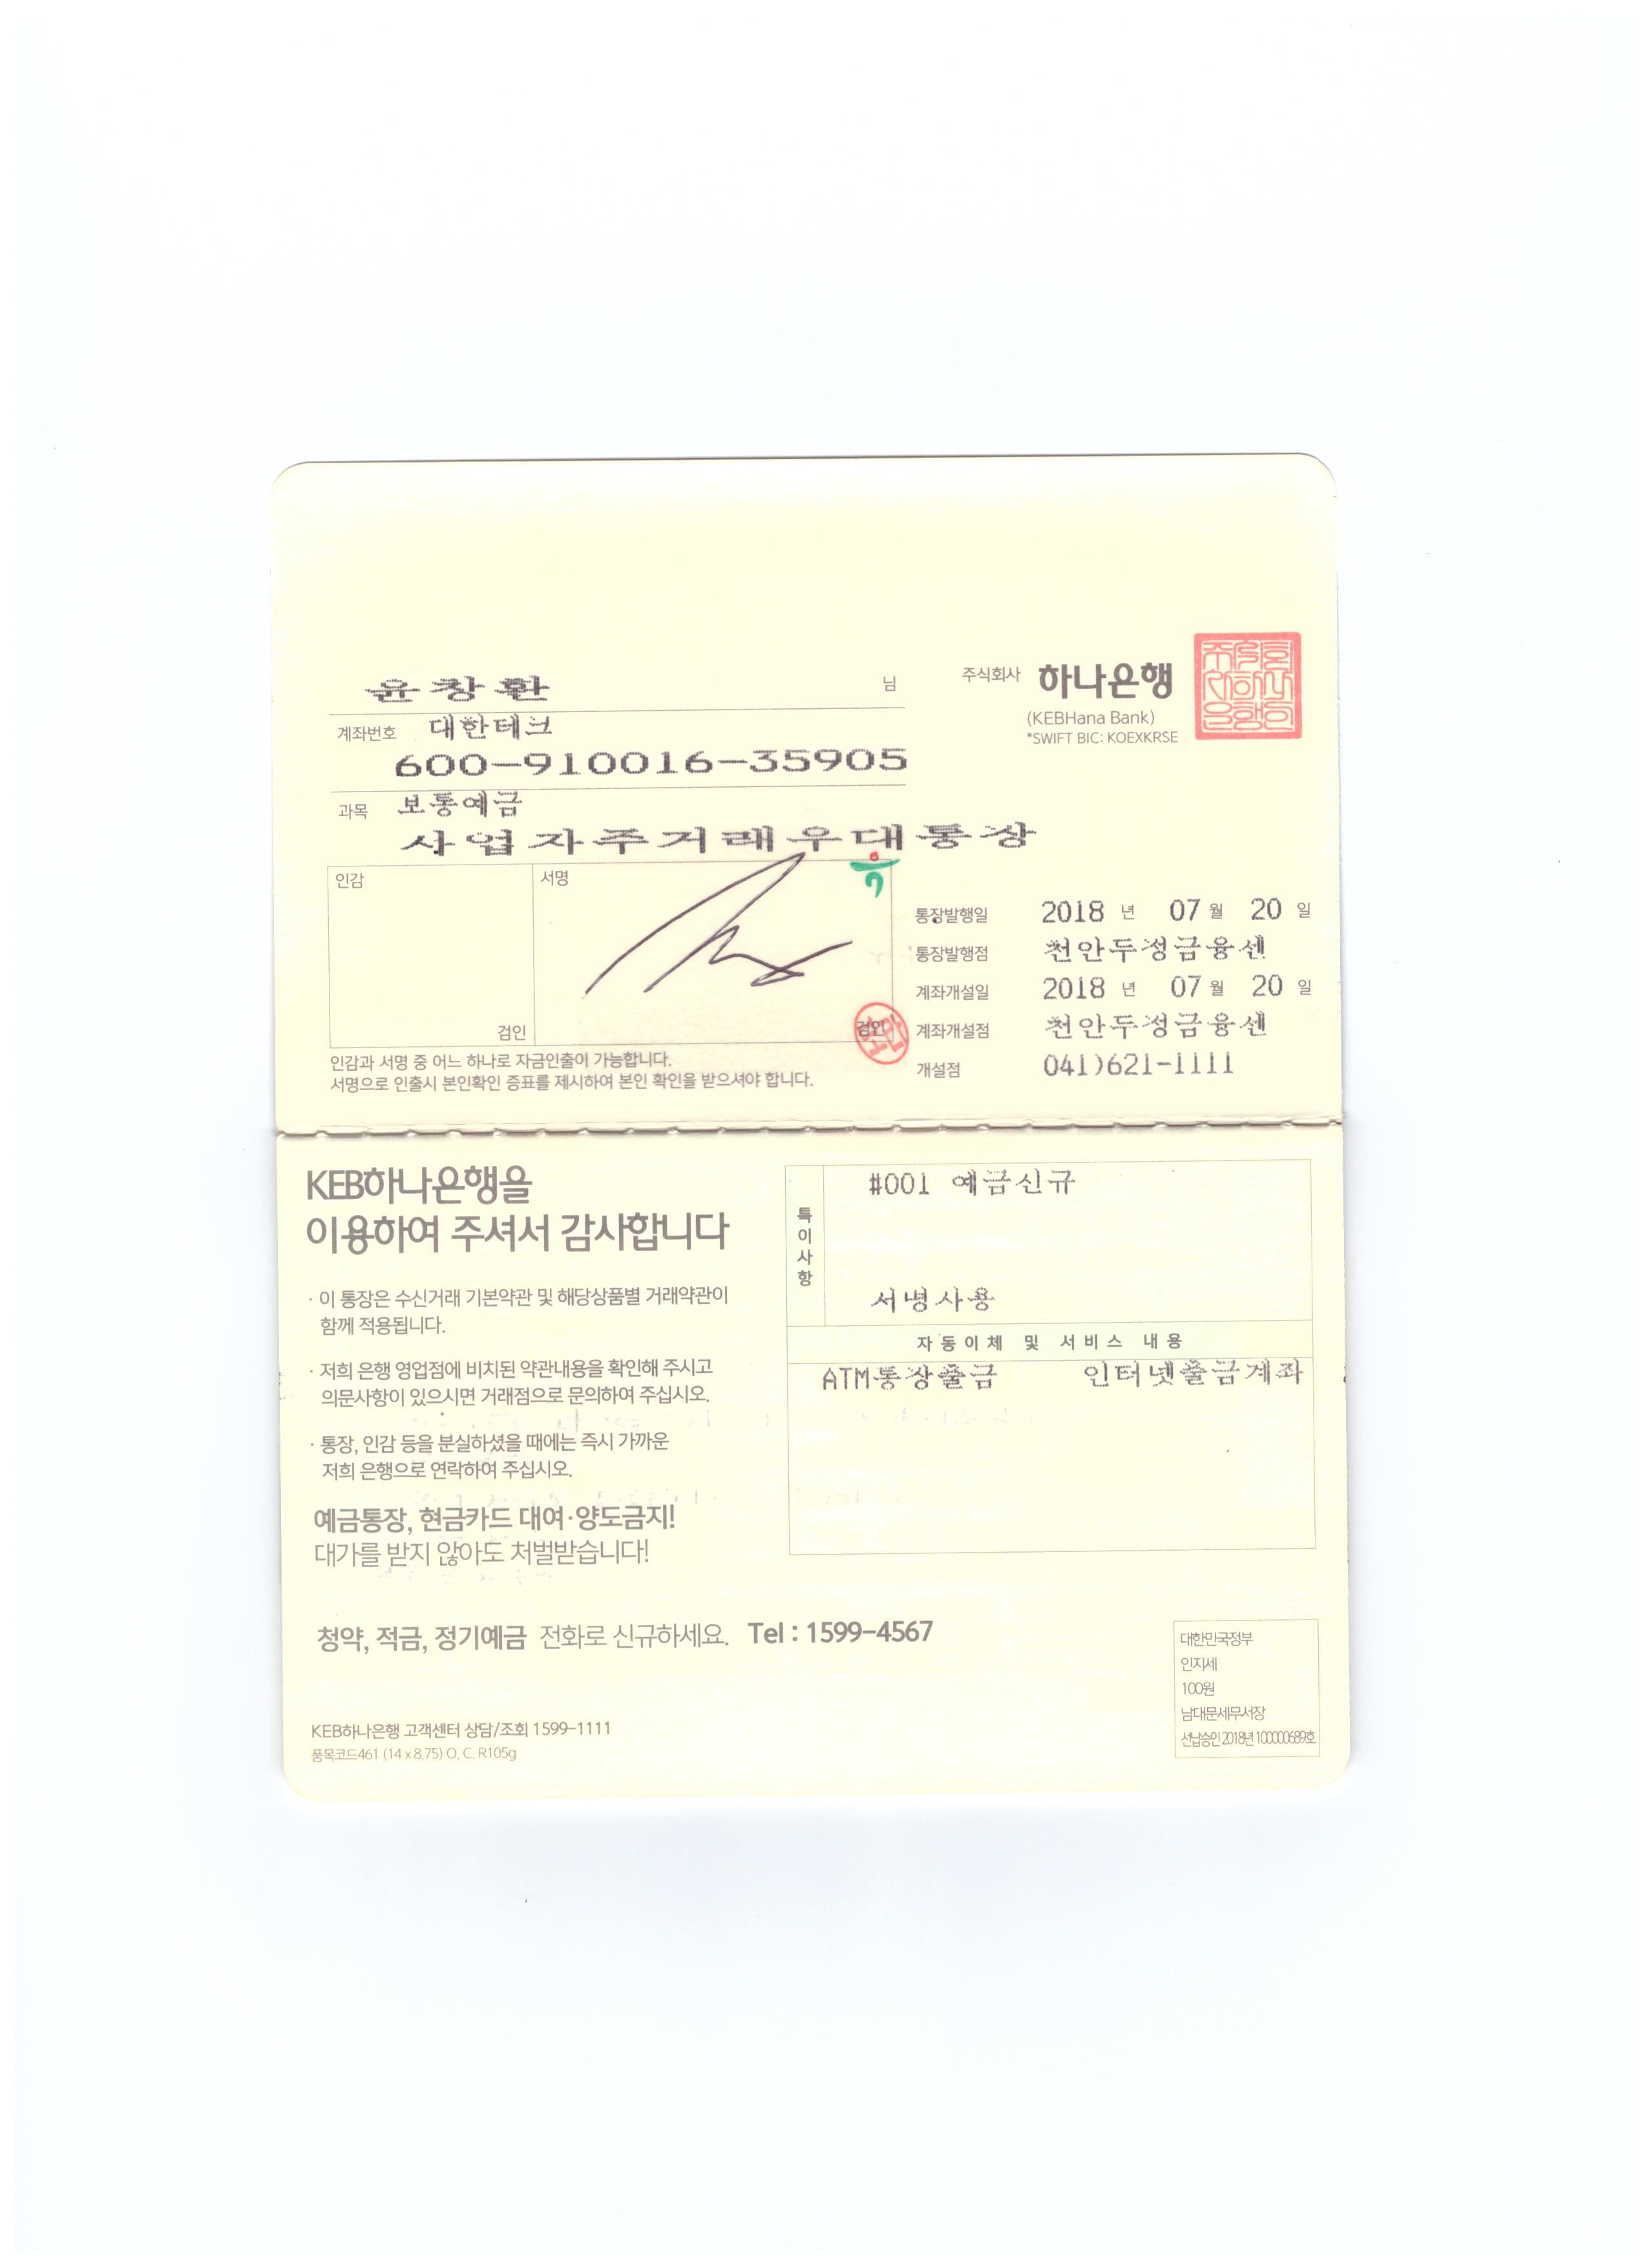 윤창환 님
계좌번호 대한테크
600-910016-35905
과목 보통예금
사업자주거래우대통장
인감
검인
서명
검인
인감과 서명 중 어느 하나로 자금인출이 가능합니다.
서명으로 인출시 본인확인 증표를 제시하여 본인 확인을 받으셔야 합니다.
주식회사 하나은행
(KEBHana Bank)
*SWIFT BIC: KOEXKRSE
통장발행일 2018 년 07 월 20 일
통장발행점 천안두정금융센
계좌개설일 2018 년 07 월 20 일
계좌개설점 천안두정금융센
개설점 041)621-1111
KEB하나은행을
이용하여 주셔서 감사합니다
· 이 통장은 수신거래 기본약관 및 해당상품별 거래약관이
함께 적용됩니다.
· 저희 은행 영업점에 비치된 약관내용을 확인해 주시고
의문사항이 있으시면 거래점으로 문의하여 주십시오.
· 통장, 인감 등을 분실하셨을 때에는 즉시 가까운
저희 은행으로 연락하여 주십시오.
예금통장, 현금카드 대여·양도금지!
대가를 받지 않아도 처벌받습니다!
특이사항
#001 예금신규
서명사용
자동이체 및 서비스 내용
ATM통장출금 인터넷출금계좌
청약, 적금, 정기예금 전화로 신규하세요. Tel : 1599-4567
KEB하나은행 고객센터 상담/조회 1599-1111
품목코드461 (14 x 8.75) O. C. R105g
대한민국정부
인지세
100원
남대문세무서장
선납승인 2018년 100000689호